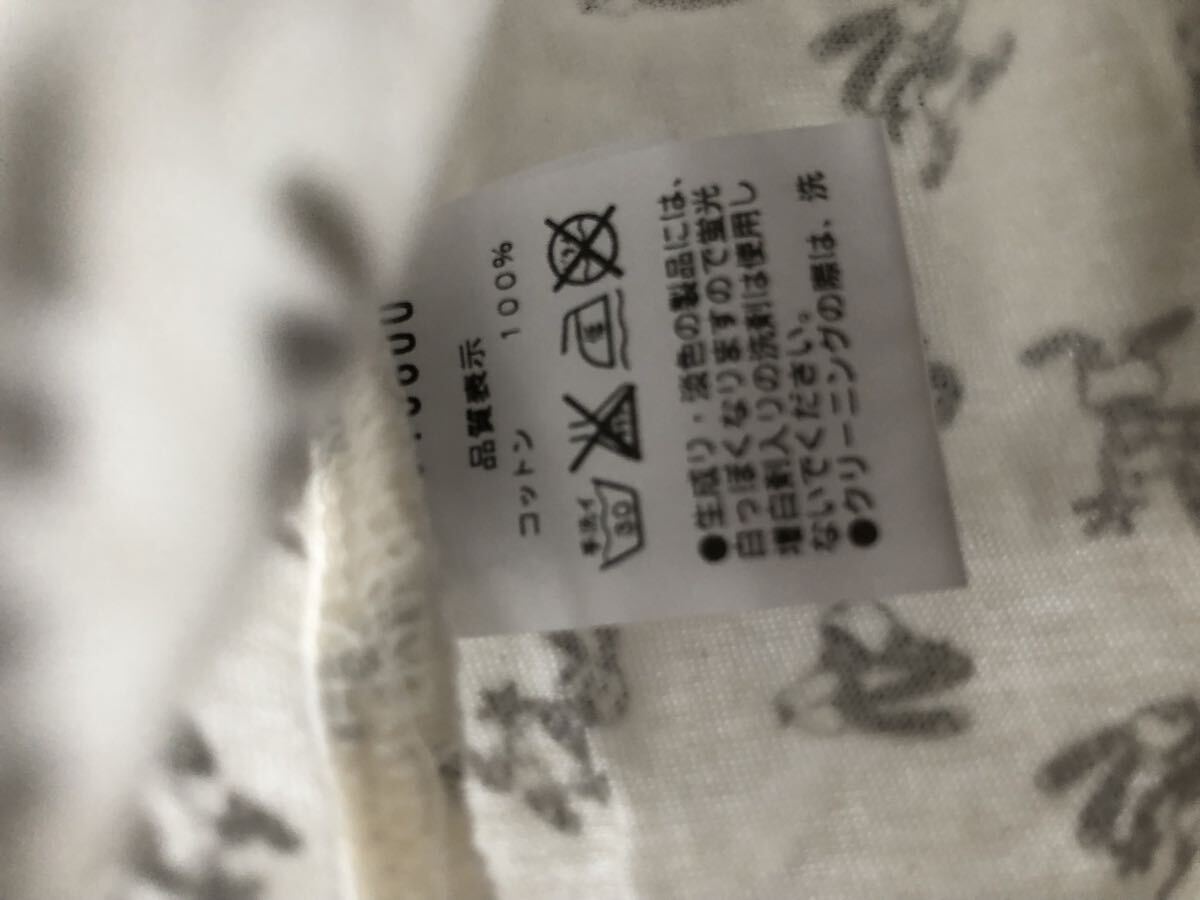 品質表示
コットン 100%
手洗イ
30
●生成り・淡色の製品には、
白っぽくなりますので蛍光
増白剤入りの洗剤は使用し
ないでください。
●クリーニングの際は、洗